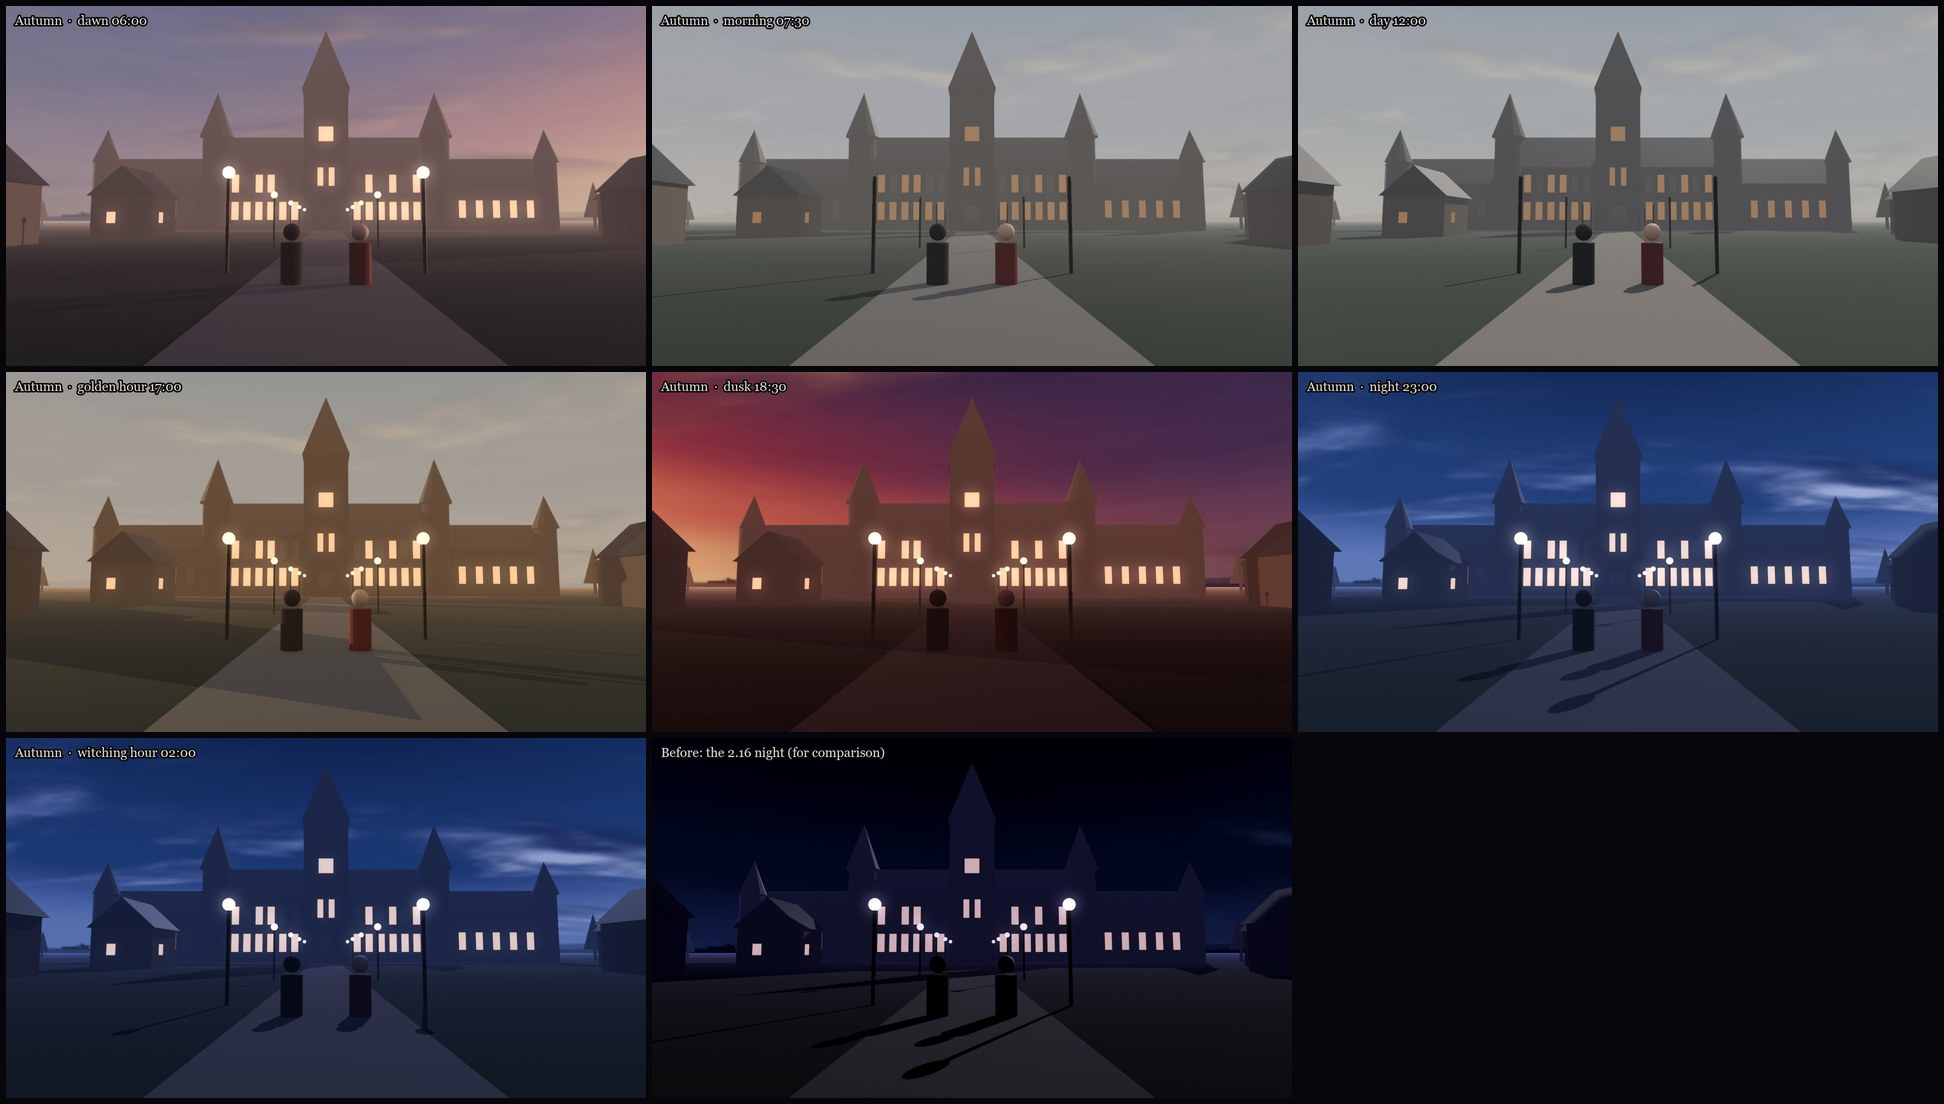 Autumn · dawn 06:00
Autumn · morning 07:30
Autumn · day 12:00
Autumn · golden hour 17:00
Autumn · dusk 18:30
Autumn · night 23:00
Autumn · witching hour 02:00
Before: the 2.16 night (for comparison)